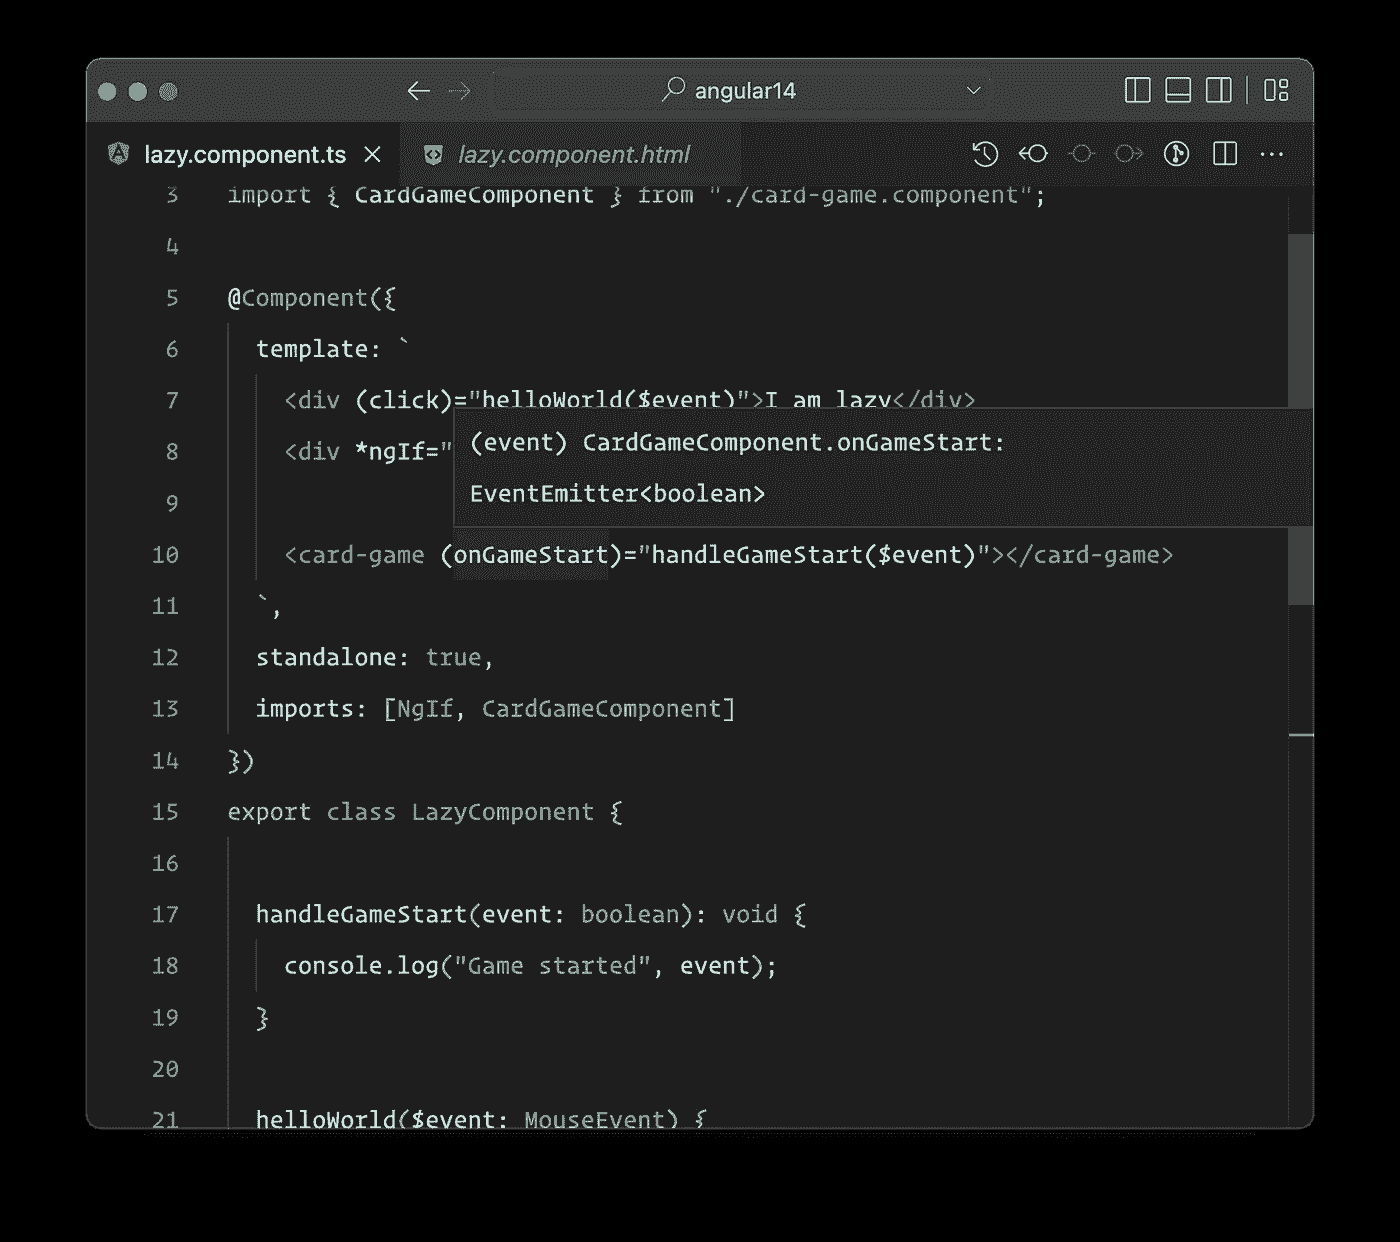 angular14
lazy.component.ts lazy.component.html
3 import { CardGameComponent } from "./card-game.component";
4
5 @Component({
6 template: `
7 <div (click)="helloWorld($event)">I am lazy</div>
8 <div *ngIf="
(event) CardGameComponent.onGameStart:
9
EventEmitter<boolean>
10 <card-game (onGameStart)="handleGameStart($event)"></card-game>
11 `,
12 standalone: true,
13 imports: [NgIf, CardGameComponent]
14 })
15 export class LazyComponent {
16
17 handleGameStart(event: boolean): void {
18 console.log("Game started", event);
19 }
20
21 helloWorld($event: MouseEvent) {